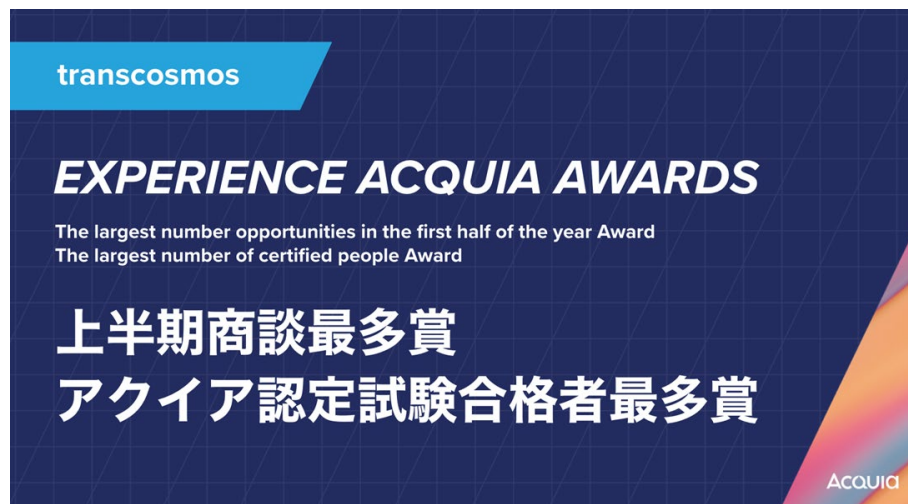 transcosmos
EXPERIENCE ACQUIA AWARDS
The largest number opportunities in the first half of the year Award
The largest number of certified people Award
上半期商談最多賞
アクイア認定試験合格者最多賞
Acquia